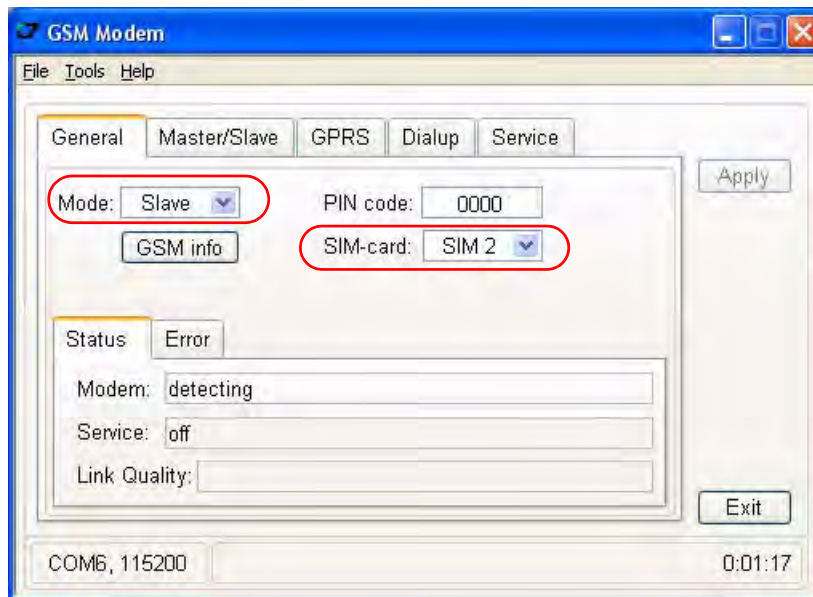 GSM Modem
File Tools Help
General Master/Slave GPRS Dialup Service
Apply
Mode: Slave PIN code: 0000
GSM info SIM-card: SIM 2
Status Error
Modem: detecting
Service: off
Link Quality:
Exit
COM6, 115200 0:01:17